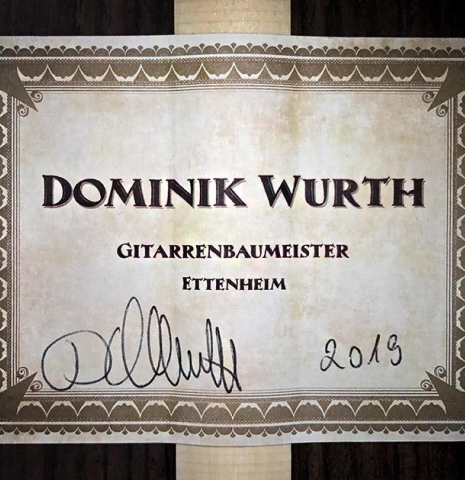 DOMINIK WURTH
GITARRENBAUMEISTER
ETTENHEIM
2019